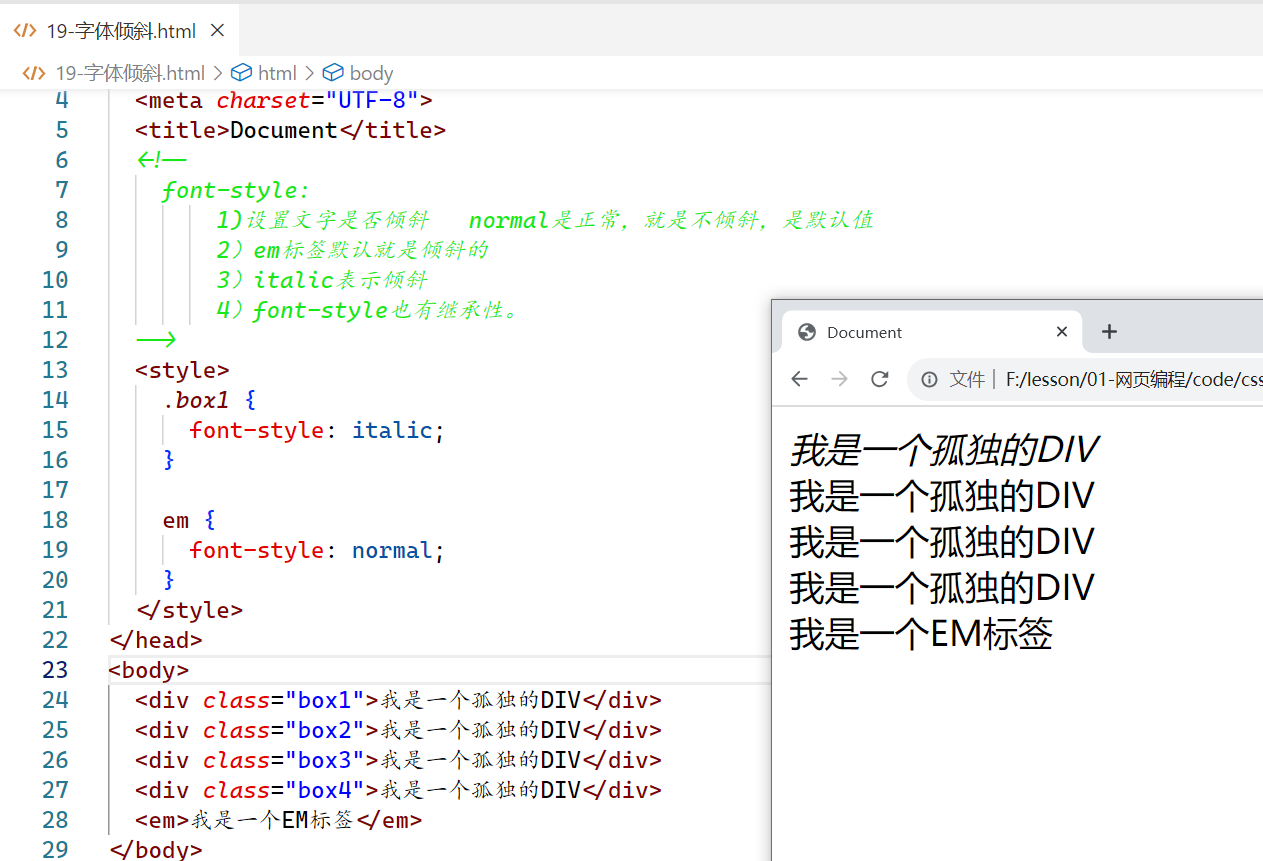 19-字体倾斜.html
19-字体倾斜.html > html > body
4 <meta charset="UTF-8">
5 <title>Document</title>
6 <!--
7 font-style:
8 1)设置文字是否倾斜 normal是正常，就是不倾斜，是默认值
9 2）em标签默认就是倾斜的
10 3）italic表示倾斜
11 4）font-style也有继承性。
12 -->
13 <style>
14 .box1 {
15 font-style: italic;
16 }
17
18 em {
19 font-style: normal;
20 }
21 </style>
22 </head>
23 <body>
24 <div class="box1">我是一个孤独的DIV</div>
25 <div class="box2">我是一个孤独的DIV</div>
26 <div class="box3">我是一个孤独的DIV</div>
27 <div class="box4">我是一个孤独的DIV</div>
28 <em>我是一个EM标签</em>
29 </body>
Document
文件 | F:/lesson/01-网页编程/code/css
我是一个孤独的DIV
我是一个孤独的DIV
我是一个孤独的DIV
我是一个孤独的DIV
我是一个EM标签